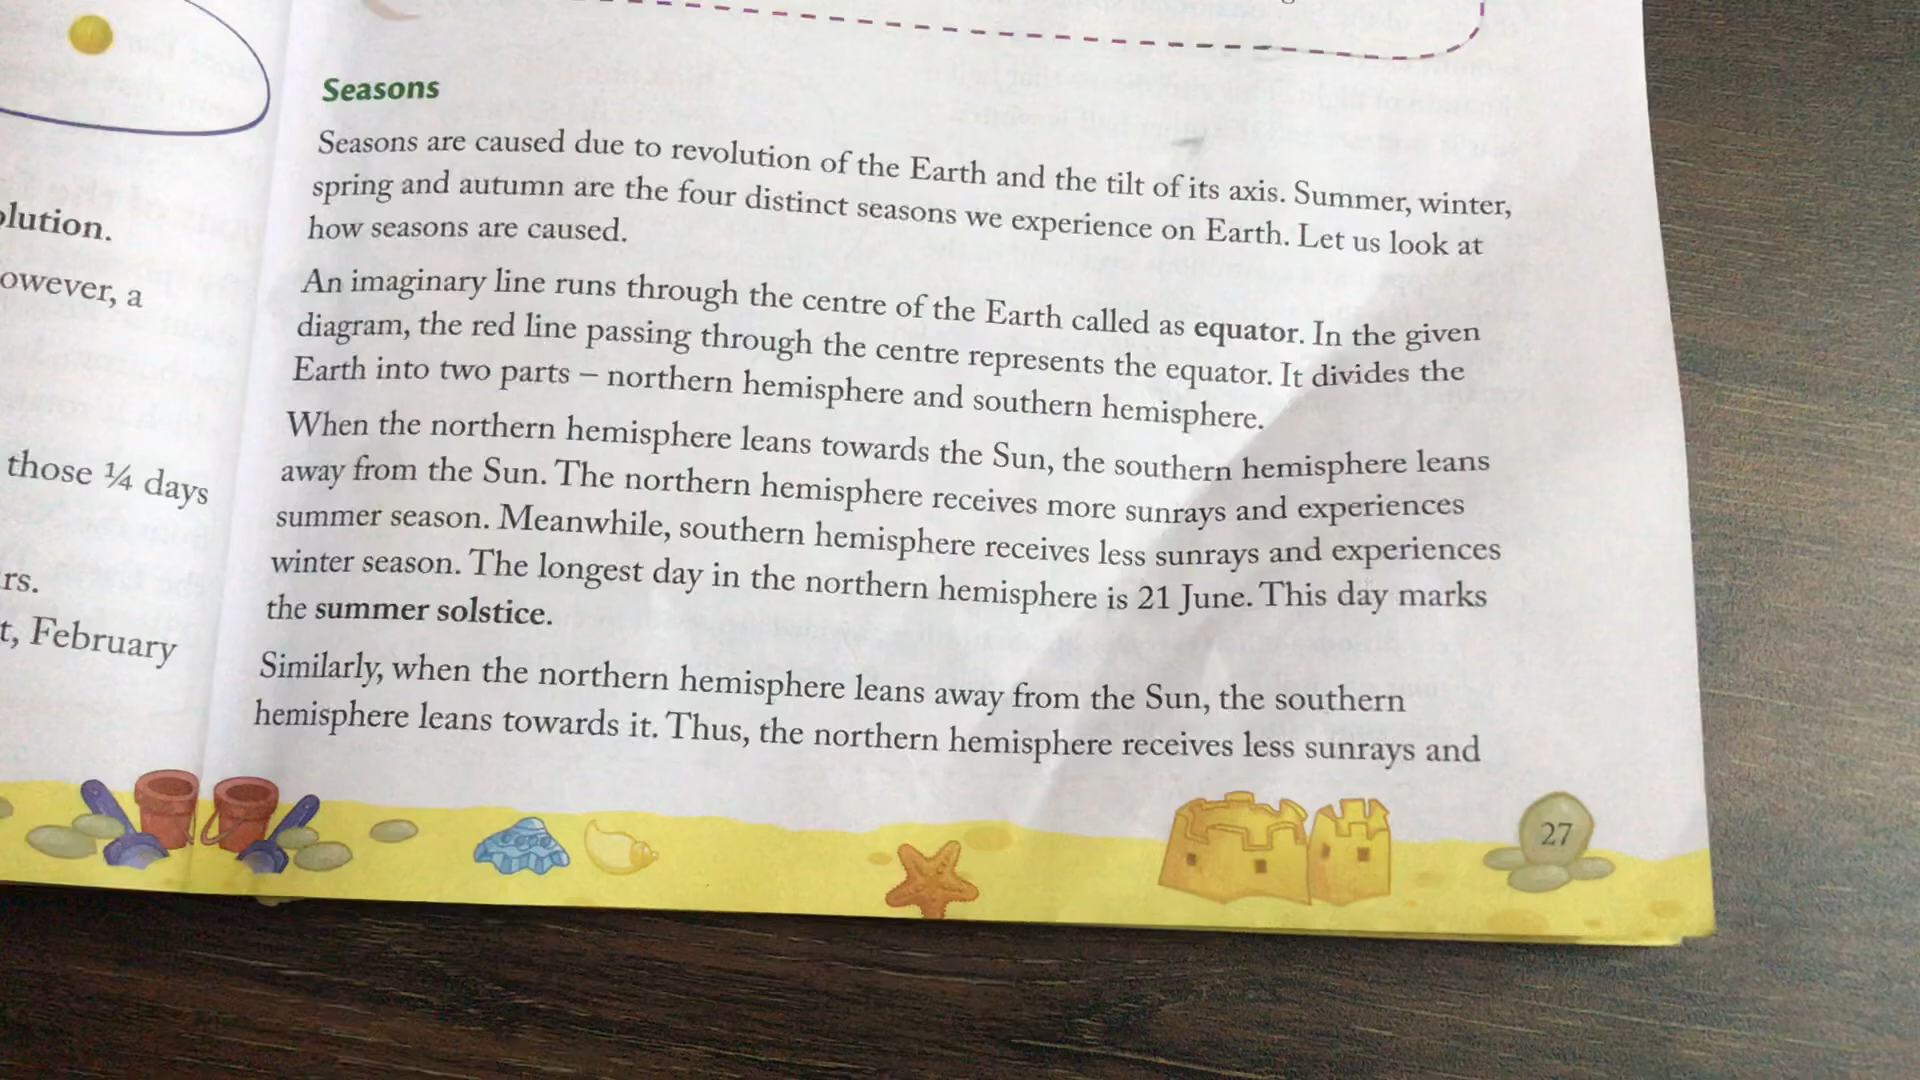 olution.
owever, a
those ¼ days
rs.
t, February
Seasons
Seasons are caused due to revolution of the Earth and the tilt of its axis. Summer, winter,
spring and autumn are the four distinct seasons we experience on Earth. Let us look at
how seasons are caused.
An imaginary line runs through the centre of the Earth called as equator. In the given
diagram, the red line passing through the centre represents the equator. It divides the
Earth into two parts – northern hemisphere and southern hemisphere.
When the northern hemisphere leans towards the Sun, the southern hemisphere leans
away from the Sun. The northern hemisphere receives more sunrays and experiences
summer season. Meanwhile, southern hemisphere receives less sunrays and experiences
winter season. The longest day in the northern hemisphere is 21 June. This day marks
the summer solstice.
Similarly, when the northern hemisphere leans away from the Sun, the southern
hemisphere leans towards it. Thus, the northern hemisphere receives less sunrays and
27